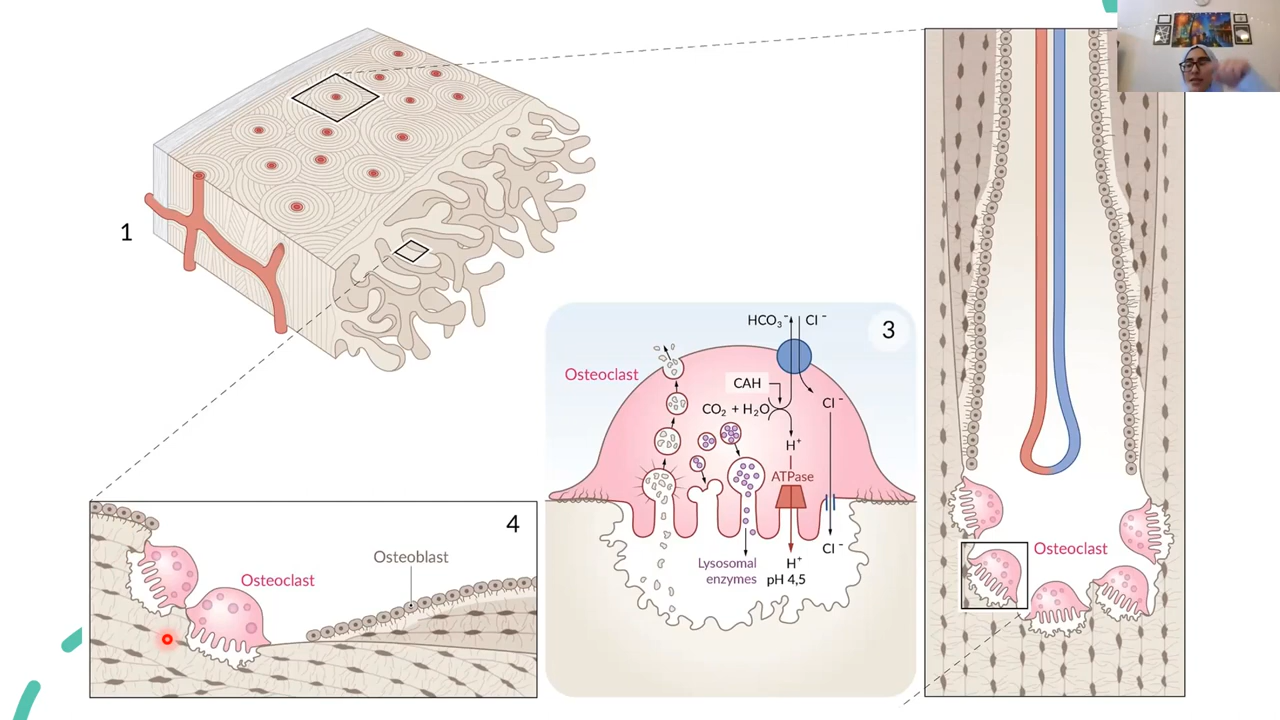 1
3
HCO₃⁻ Cl⁻
Osteoclast
CAH
CO₂ + H₂O
Cl⁻
H⁺
ATPase
Lysosomal
enzymes
H⁺
pH 4,5
Cl⁻
4
Osteoclast
Osteoblast
Osteoclast